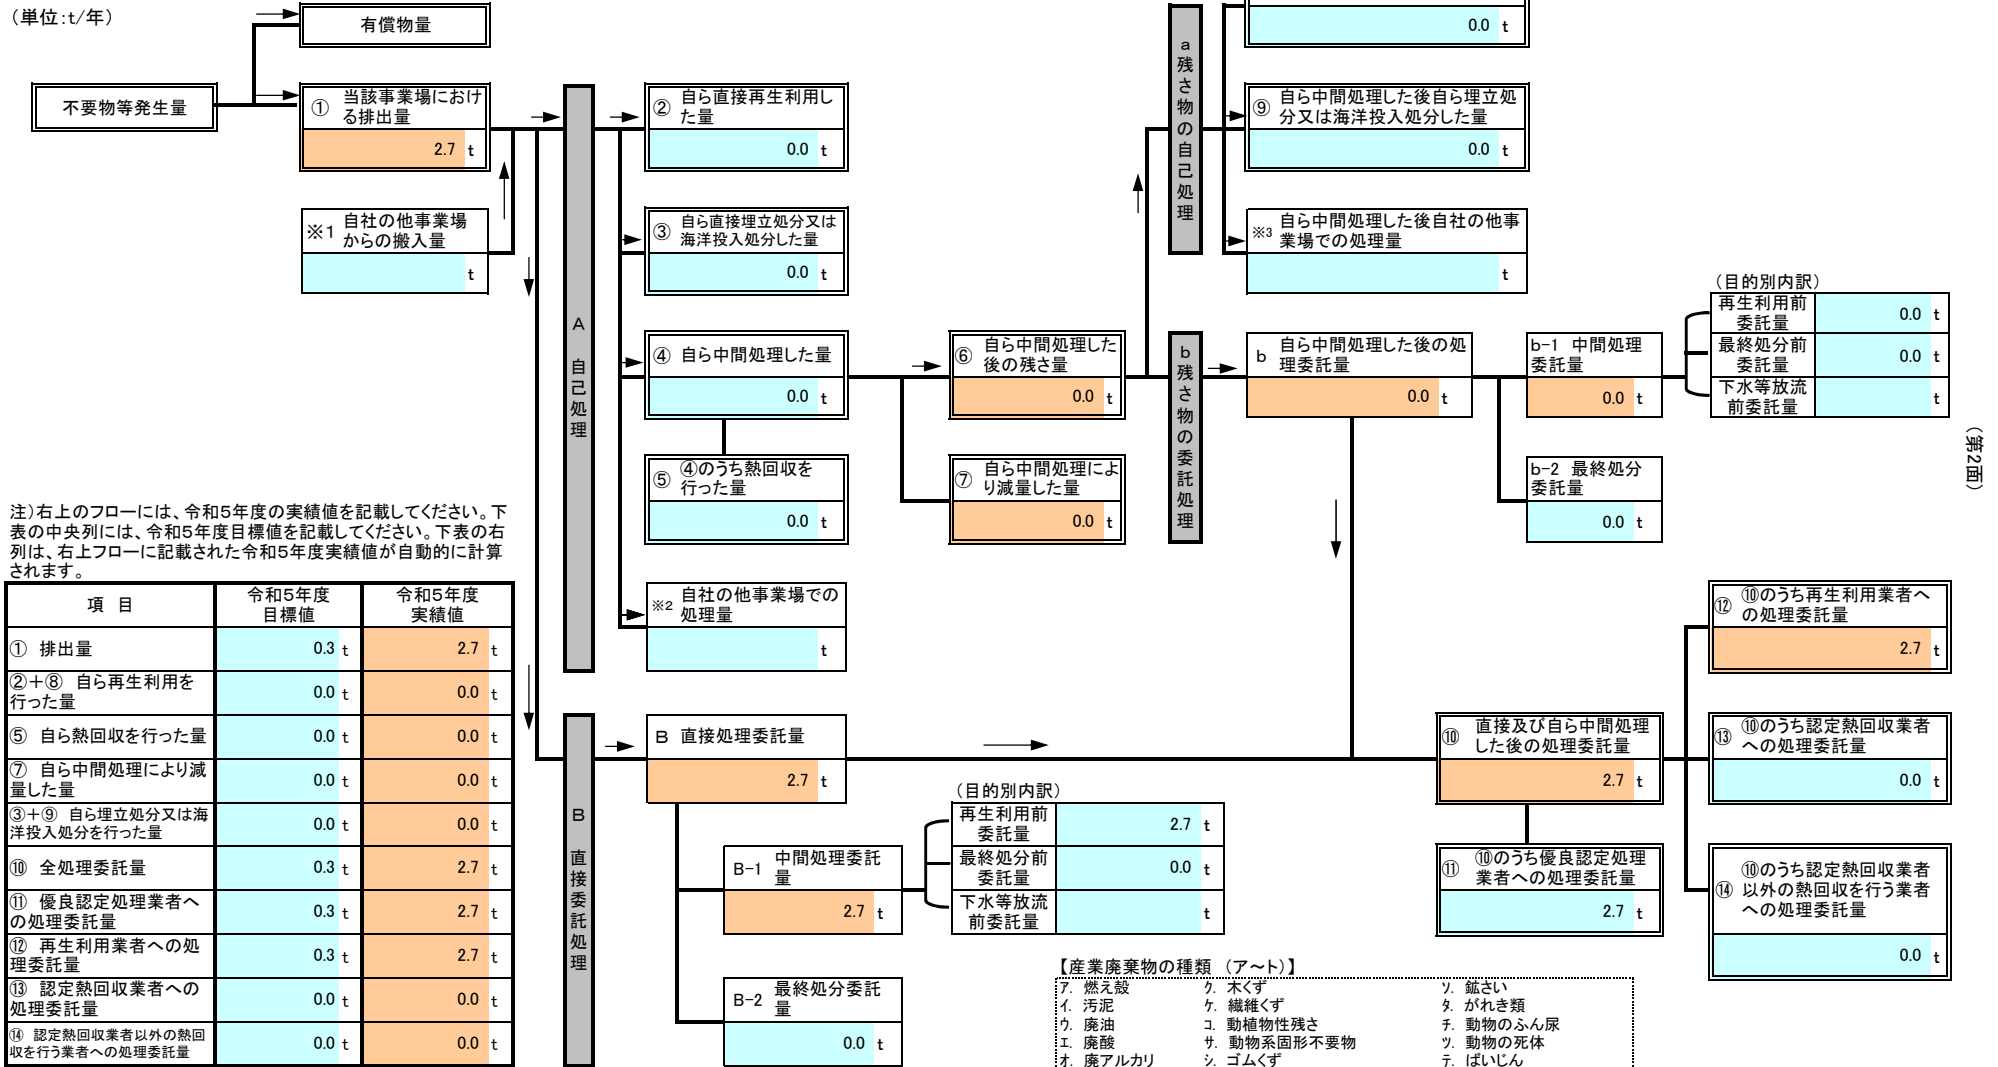 (単位:t/年)
有償物量
不要物等発生量
① 当該事業場におけ
る排出量
2.7 t
※1 自社の他事業場
からの搬入量
t
A 自己処理
② 自ら直接再生利用し
た量
0.0 t
③ 自ら直接埋立処分又は
海洋投入処分した量
0.0 t
④ 自ら中間処理した量
0.0 t
⑤ ④のうち熱回収を
行った量
0.0 t
※2 自社の他事業場での
処理量
t
⑥ 自ら中間処理した
後の残さ量
0.0 t
⑦ 自ら中間処理によ
り減量した量
0.0 t
a残さ物の自己処理
0.0 t
⑨ 自ら中間処理した後自ら埋立処
分又は海洋投入処分した量
0.0 t
※3 自ら中間処理した後自社の他事
業場での処理量
t
b残さ物の委託処理
b 自ら中間処理した後の処
理委託量
0.0 t
b-1 中間処理
委託量
0.0 t
b-2 最終処分
委託量
0.0 t
(目的別内訳)
再生利用前
委託量
0.0 t
最終処分前
委託量
0.0 t
下水等放流
前委託量
t
(第2面)
注)右上のフローには、令和5年度の実績値を記載してください。下
表の中央列には、令和5年度目標値を記載してください。下表の右
列は、右上フローに記載された令和5年度実績値が自動的に計算
されます。
項 目 令和5年度
目標値 令和5年度
実績値
① 排出量 0.3 t 2.7 t
②+⑧ 自ら再生利用を
行った量 0.0 t 0.0 t
⑤ 自ら熱回収を行った量 0.0 t 0.0 t
⑦ 自ら中間処理により減
量した量 0.0 t 0.0 t
③+⑨ 自ら埋立処分又は海
洋投入処分を行った量 0.0 t 0.0 t
⑩ 全処理委託量 0.3 t 2.7 t
⑪ 優良認定処理業者へ
の処理委託量 0.3 t 2.7 t
⑫ 再生利用業者への処
理委託量 0.3 t 2.7 t
⑬ 認定熱回収業者への
処理委託量 0.0 t 0.0 t
⑭ 認定熱回収業者以外の熱回
収を行う業者への処理委託量 0.0 t 0.0 t
B 直接委託処理
B 直接処理委託量
2.7 t
B-1 中間処理委託
量
2.7 t
B-2 最終処分委託
量
0.0 t
(目的別内訳)
再生利用前
委託量
2.7 t
最終処分前
委託量
0.0 t
下水等放流
前委託量
t
⑩ 直接及び自ら中間処理
した後の処理委託量
2.7 t
⑪ ⑩のうち優良認定処理
業者への処理委託量
2.7 t
⑫ ⑩のうち再生利用業者へ
の処理委託量
2.7 t
⑬ ⑩のうち認定熱回収業者
への処理委託量
0.0 t
⑭ ⑩のうち認定熱回収業者
以外の熱回収を行う業者
への処理委託量
0.0 t
【産業廃棄物の種類 (ア~ト)】
ア. 燃え殻 ク. 木くず ソ. 鉱さい
イ. 汚泥 ケ. 繊維くず タ. がれき類
ウ. 廃油 コ. 動植物性残さ チ. 動物のふん尿
エ. 廃酸 サ. 動物系固形不要物 ツ. 動物の死体
オ. 廃アルカリ シ. ゴムくず テ. ばいじん